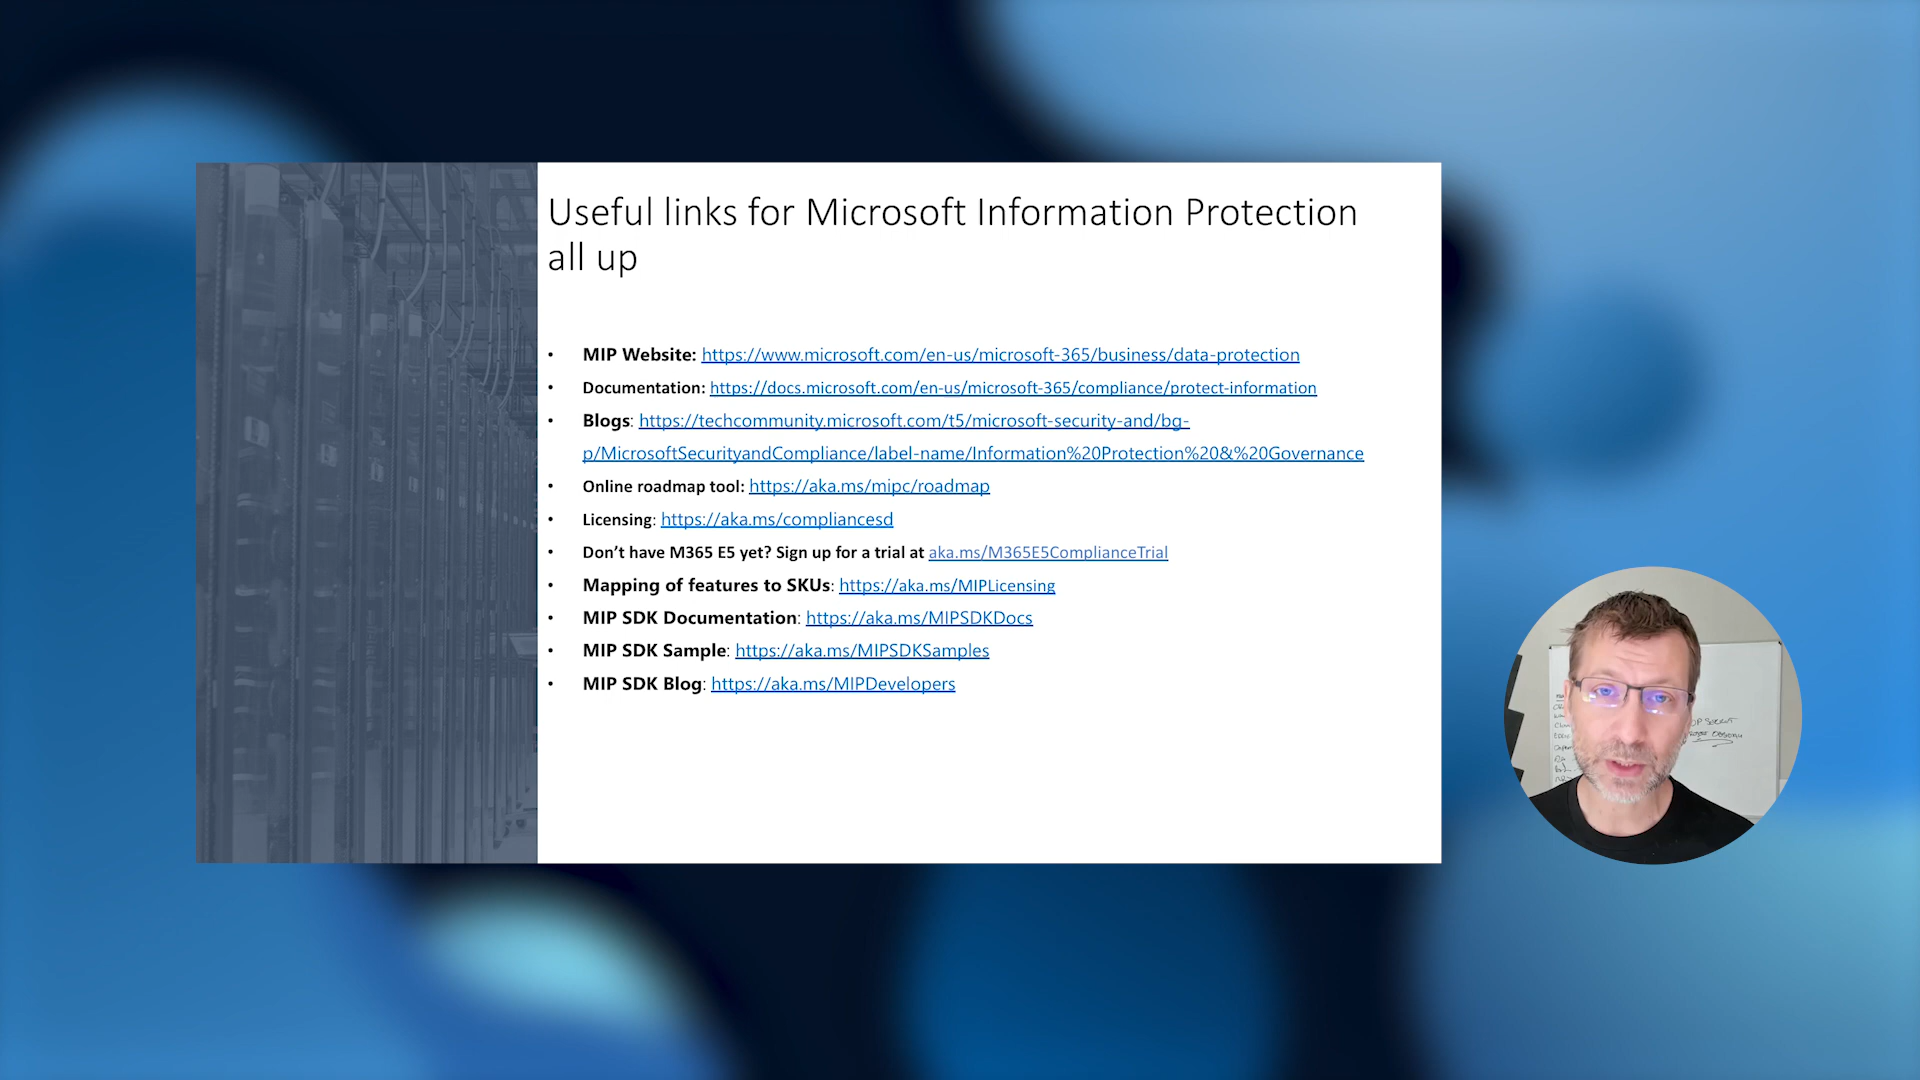 Useful links for Microsoft Information Protection
all up
• MIP Website: https://www.microsoft.com/en-us/microsoft-365/business/data-protection
• Documentation: https://docs.microsoft.com/en-us/microsoft-365/compliance/protect-information
• Blogs: https://techcommunity.microsoft.com/t5/microsoft-security-and/bg-
p/MicrosoftSecurityandCompliance/label-name/Information%20Protection%20&%20Governance
• Online roadmap tool: https://aka.ms/mipc/roadmap
• Licensing: https://aka.ms/compliancesd
• Don’t have M365 E5 yet? Sign up for a trial at aka.ms/M365E5ComplianceTrial
• Mapping of features to SKUs: https://aka.ms/MIPLicensing
• MIP SDK Documentation: https://aka.ms/MIPSDKDocs
• MIP SDK Sample: https://aka.ms/MIPSDKSamples
• MIP SDK Blog: https://aka.ms/MIPDevelopers